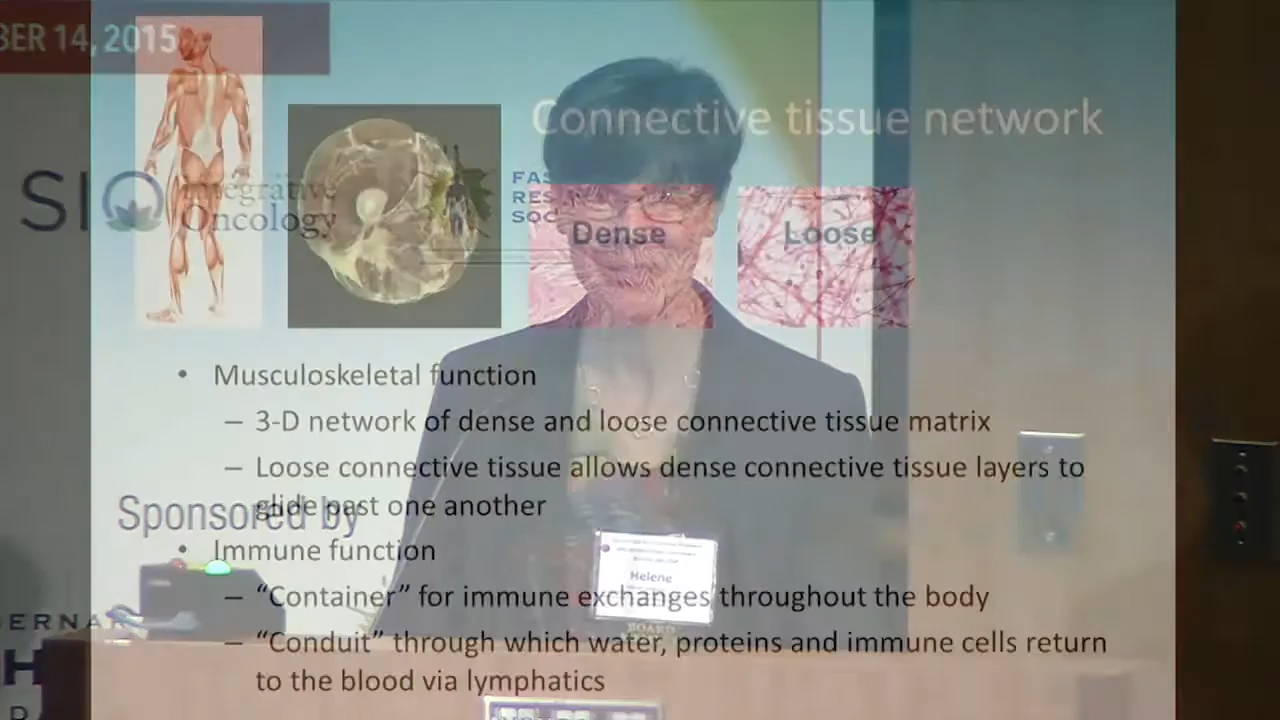 BER 14, 2015
Connective tissue network
SIO Integrative
Oncology
FAS
RES
SOC
Dense
Loose
• Musculoskeletal function
– 3-D network of dense and loose connective tissue matrix
– Loose connective tissue allows dense connective tissue layers to
glide past one another
Sponsored by
• Immune function
Helene
– “Container” for immune exchanges throughout the body
ERNAR
BOARD
– “Conduit” through which water, proteins and immune cells return
to the blood via lymphatics
H